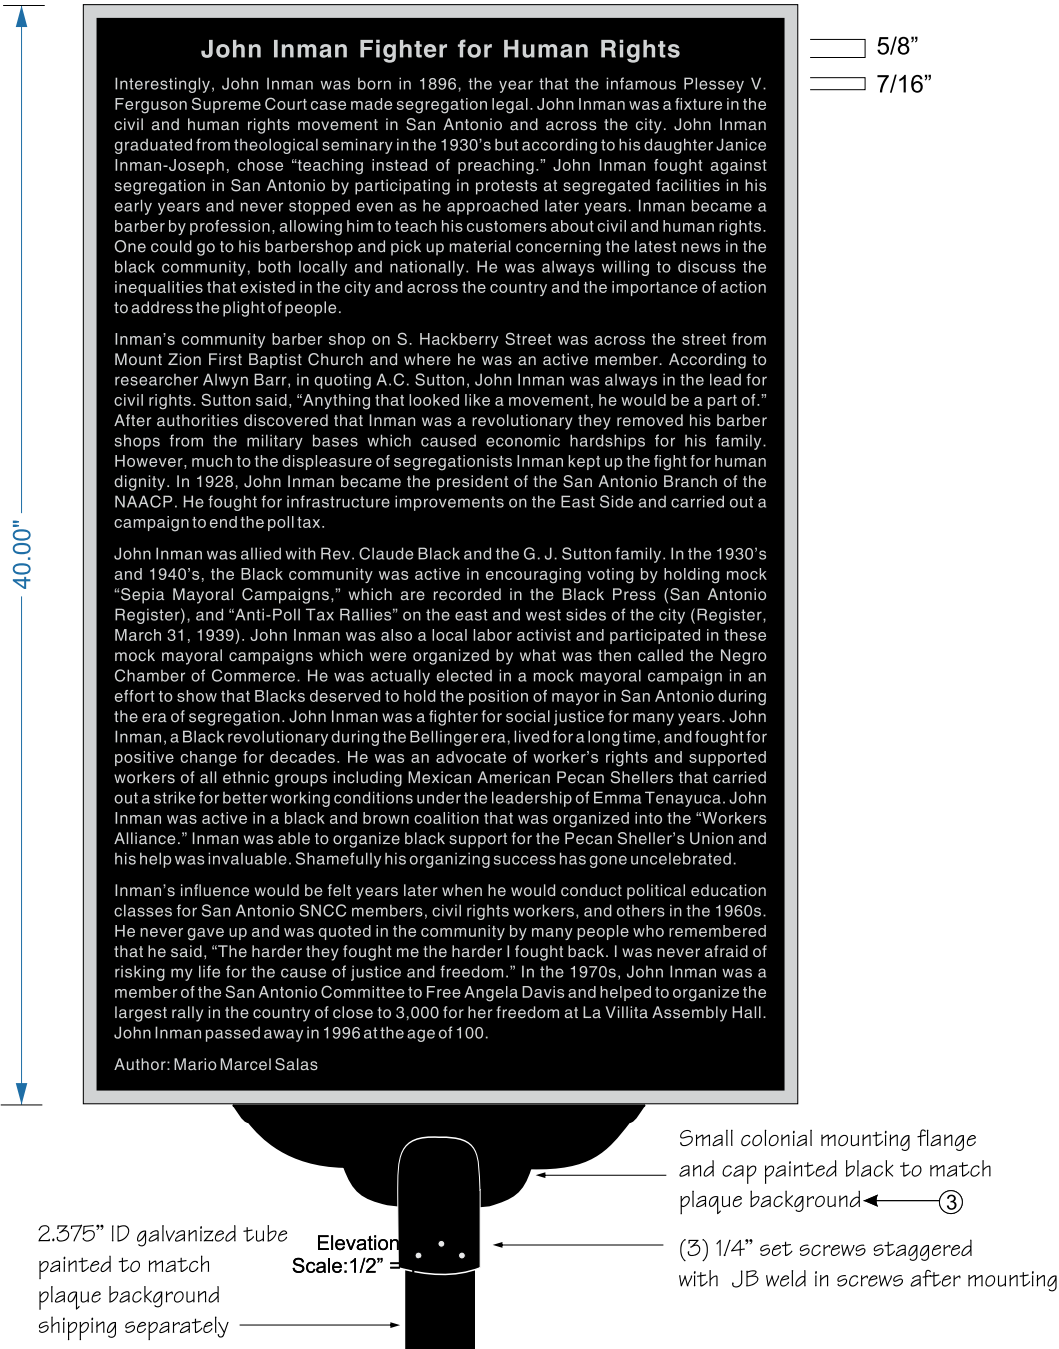 John Inman Fighter for Human Rights
5/8”
7/16”
Interestingly, John Inman was born in 1896, the year that the infamous Plessey V.
Ferguson Supreme Court case made segregation legal. John Inman was a fixture in the
civil and human rights movement in San Antonio and across the city. John Inman
graduated from theological seminary in the 1930’s but according to his daughter Janice
Inman-Joseph, chose “teaching instead of preaching.” John Inman fought against
segregation in San Antonio by participating in protests at segregated facilities in his
early years and never stopped even as he approached later years. Inman became a
barber by profession, allowing him to teach his customers about civil and human rights.
One could go to his barbershop and pick up material concerning the latest news in the
black community, both locally and nationally. He was always willing to discuss the
inequalities that existed in the city and across the country and the importance of action
to address the plight of people.
Inman’s community barber shop on S. Hackberry Street was across the street from
Mount Zion First Baptist Church and where he was an active member. According to
researcher Alwyn Barr, in quoting A.C. Sutton, John Inman was always in the lead for
civil rights. Sutton said, “Anything that looked like a movement, he would be a part of.”
After authorities discovered that Inman was a revolutionary they removed his barber
shops from the military bases which caused economic hardships for his family.
However, much to the displeasure of segregationists Inman kept up the fight for human
dignity. In 1928, John Inman became the president of the San Antonio Branch of the
NAACP. He fought for infrastructure improvements on the East Side and carried out a
campaign to end the poll tax.
40.00"
John Inman was allied with Rev. Claude Black and the G. J. Sutton family. In the 1930’s
and 1940’s, the Black community was active in encouraging voting by holding mock
“Sepia Mayoral Campaigns,” which are recorded in the Black Press (San Antonio
Register), and “Anti-Poll Tax Rallies” on the east and west sides of the city (Register,
March 31, 1939). John Inman was also a local labor activist and participated in these
mock mayoral campaigns which were organized by what was then called the Negro
Chamber of Commerce. He was actually elected in a mock mayoral campaign in an
effort to show that Blacks deserved to hold the position of mayor in San Antonio during
the era of segregation. John Inman was a fighter for social justice for many years. John
Inman, a Black revolutionary during the Bellinger era, lived for a long time, and fought for
positive change for decades. He was an advocate of worker’s rights and supported
workers of all ethnic groups including Mexican American Pecan Shellers that carried
out a strike for better working conditions under the leadership of Emma Tenayuca. John
Inman was active in a black and brown coalition that was organized into the “Workers
Alliance.” Inman was able to organize black support for the Pecan Sheller’s Union and
his help was invaluable. Shamefully his organizing success has gone uncelebrated.
Inman’s influence would be felt years later when he would conduct political education
classes for San Antonio SNCC members, civil rights workers, and others in the 1960s.
He never gave up and was quoted in the community by many people who remembered
that he said, “The harder they fought me the harder I fought back. I was never afraid of
risking my life for the cause of justice and freedom.” In the 1970s, John Inman was a
member of the San Antonio Committee to Free Angela Davis and helped to organize the
largest rally in the country of close to 3,000 for her freedom at La Villita Assembly Hall.
John Inman passed away in 1996 at the age of 100.
Author: Mario Marcel Salas
Small colonial mounting flange
and cap painted black to match
plaque background 3
2.375” ID galvanized tube
painted to match
plaque background
shipping separately
Elevation
Scale:1/2” =
(3) 1/4” set screws staggered
with JB weld in screws after mounting